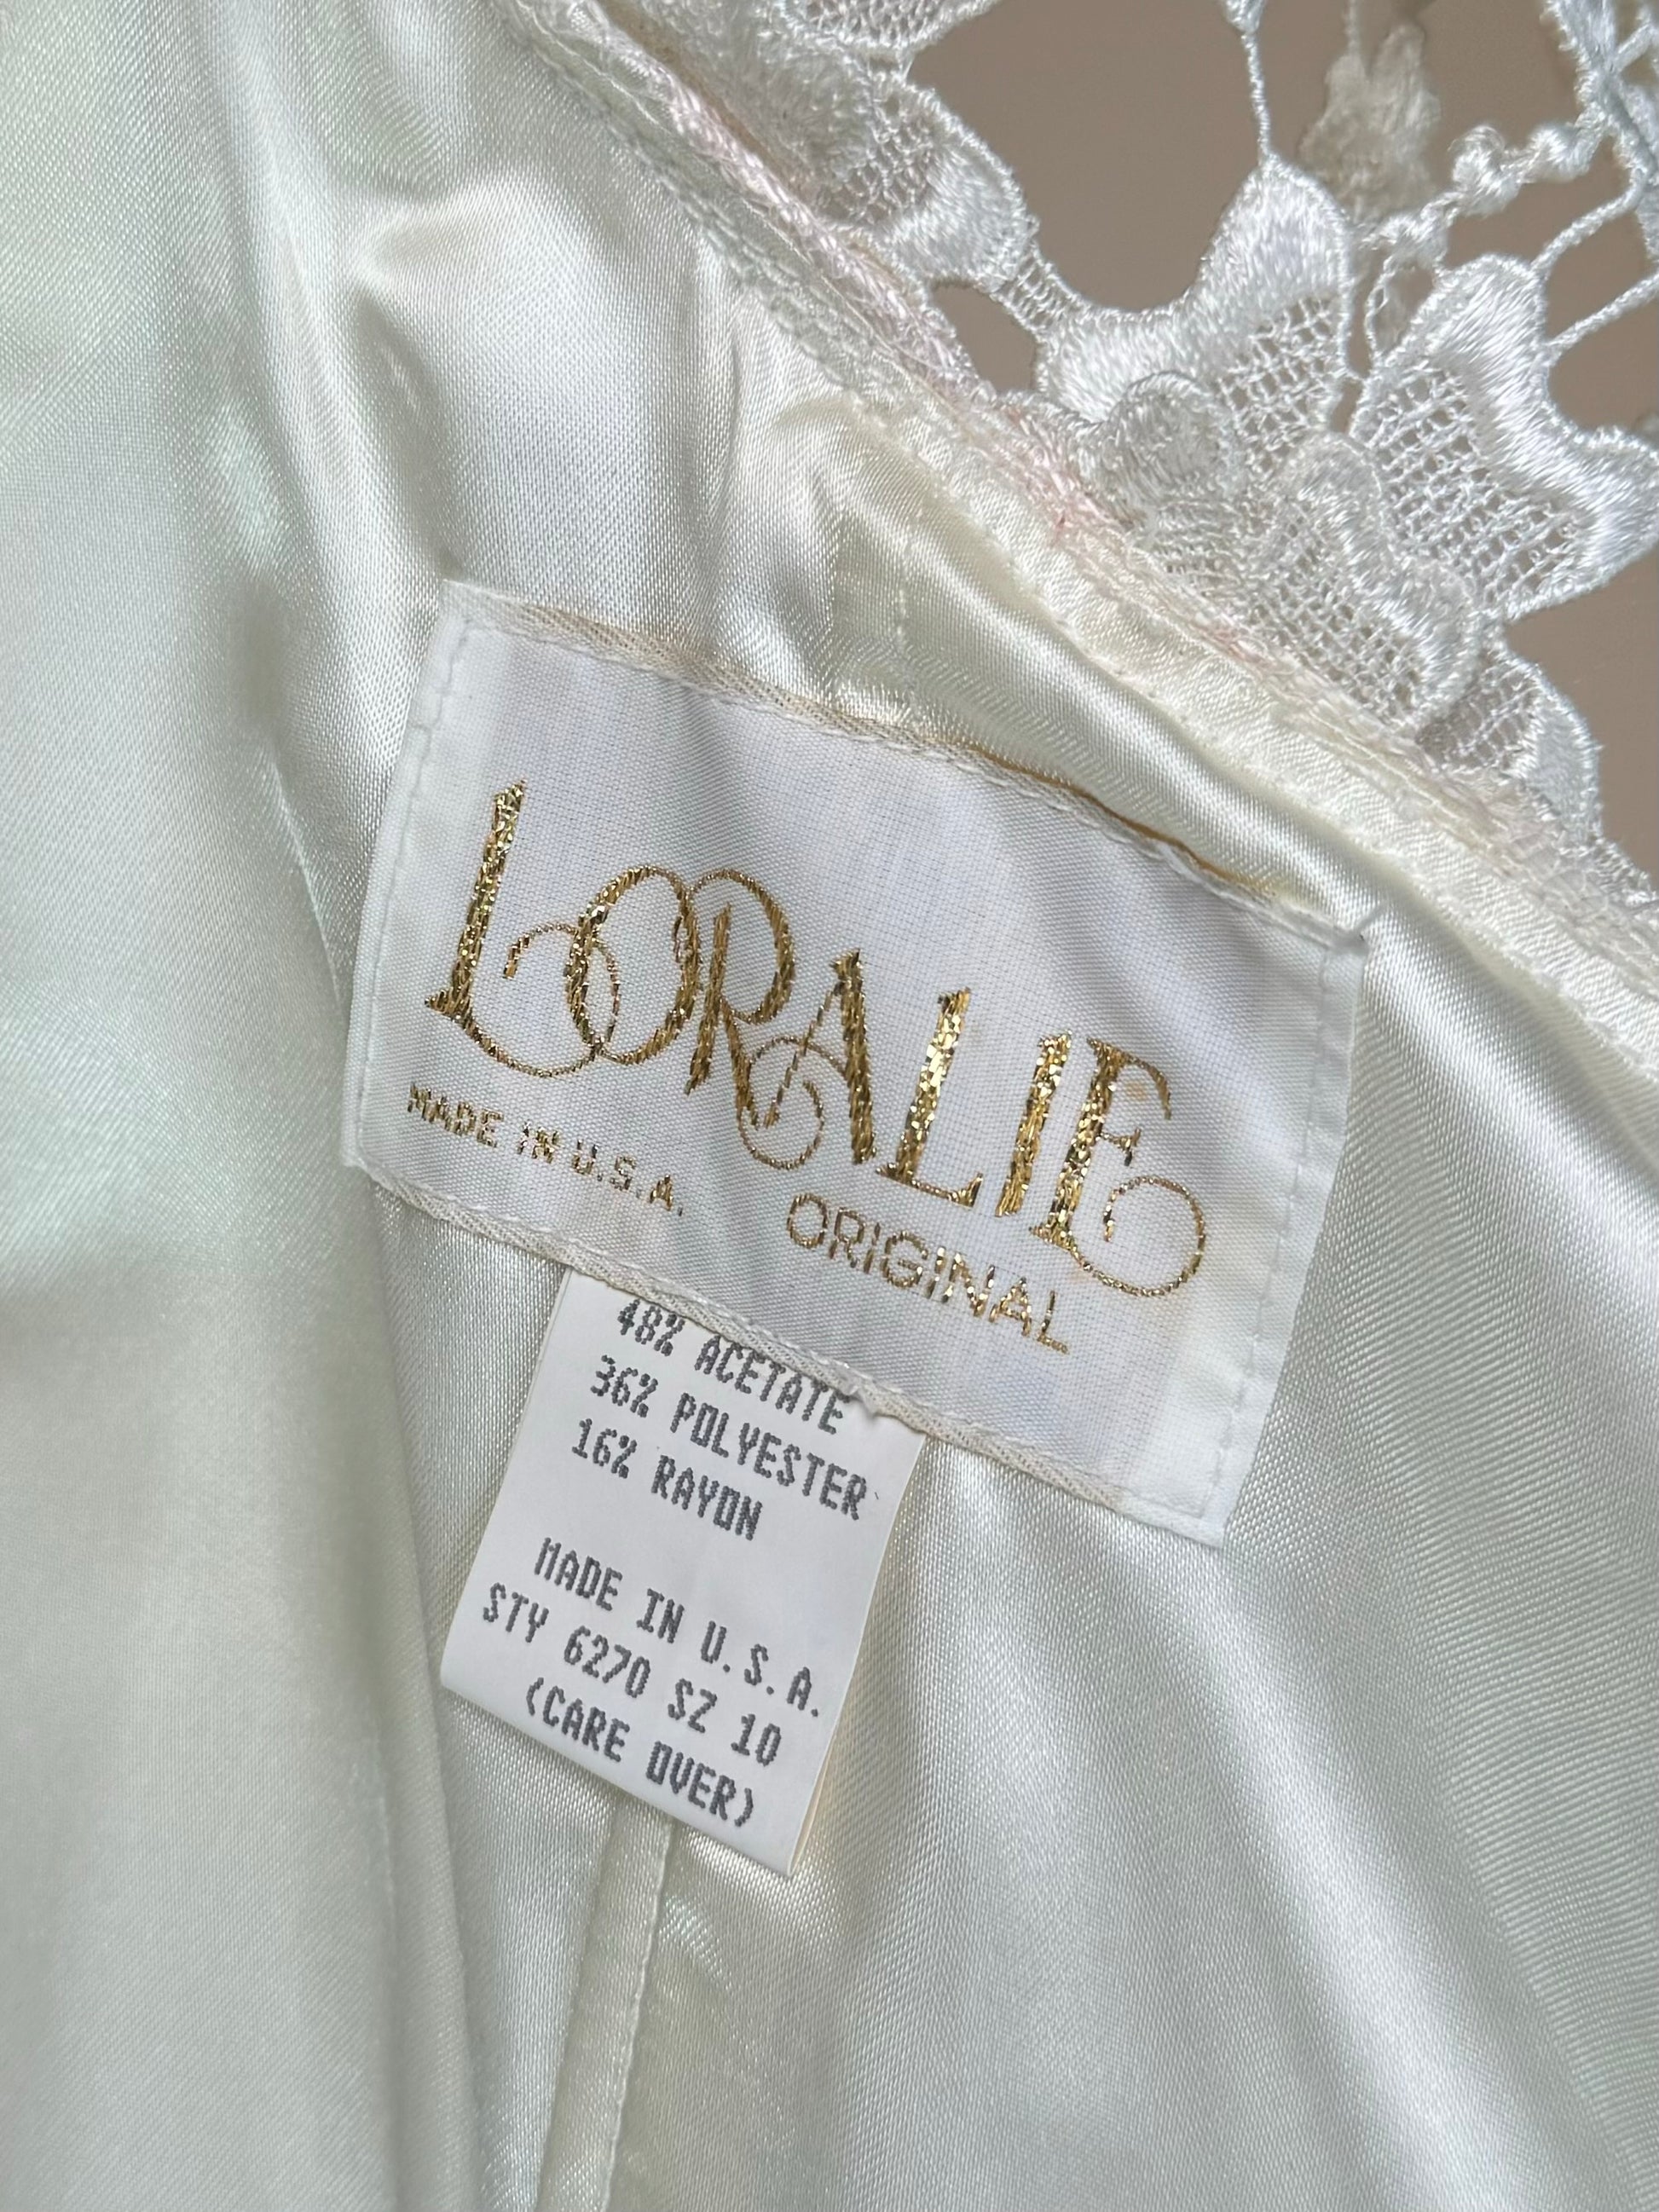 LORALIE
MADE IN U.S.A.
ORIGINAL
48% ACETATE
36% POLYESTER
16% RAYON
MADE IN U.S.A.
STY 6270 SZ 10
(CARE OVER)